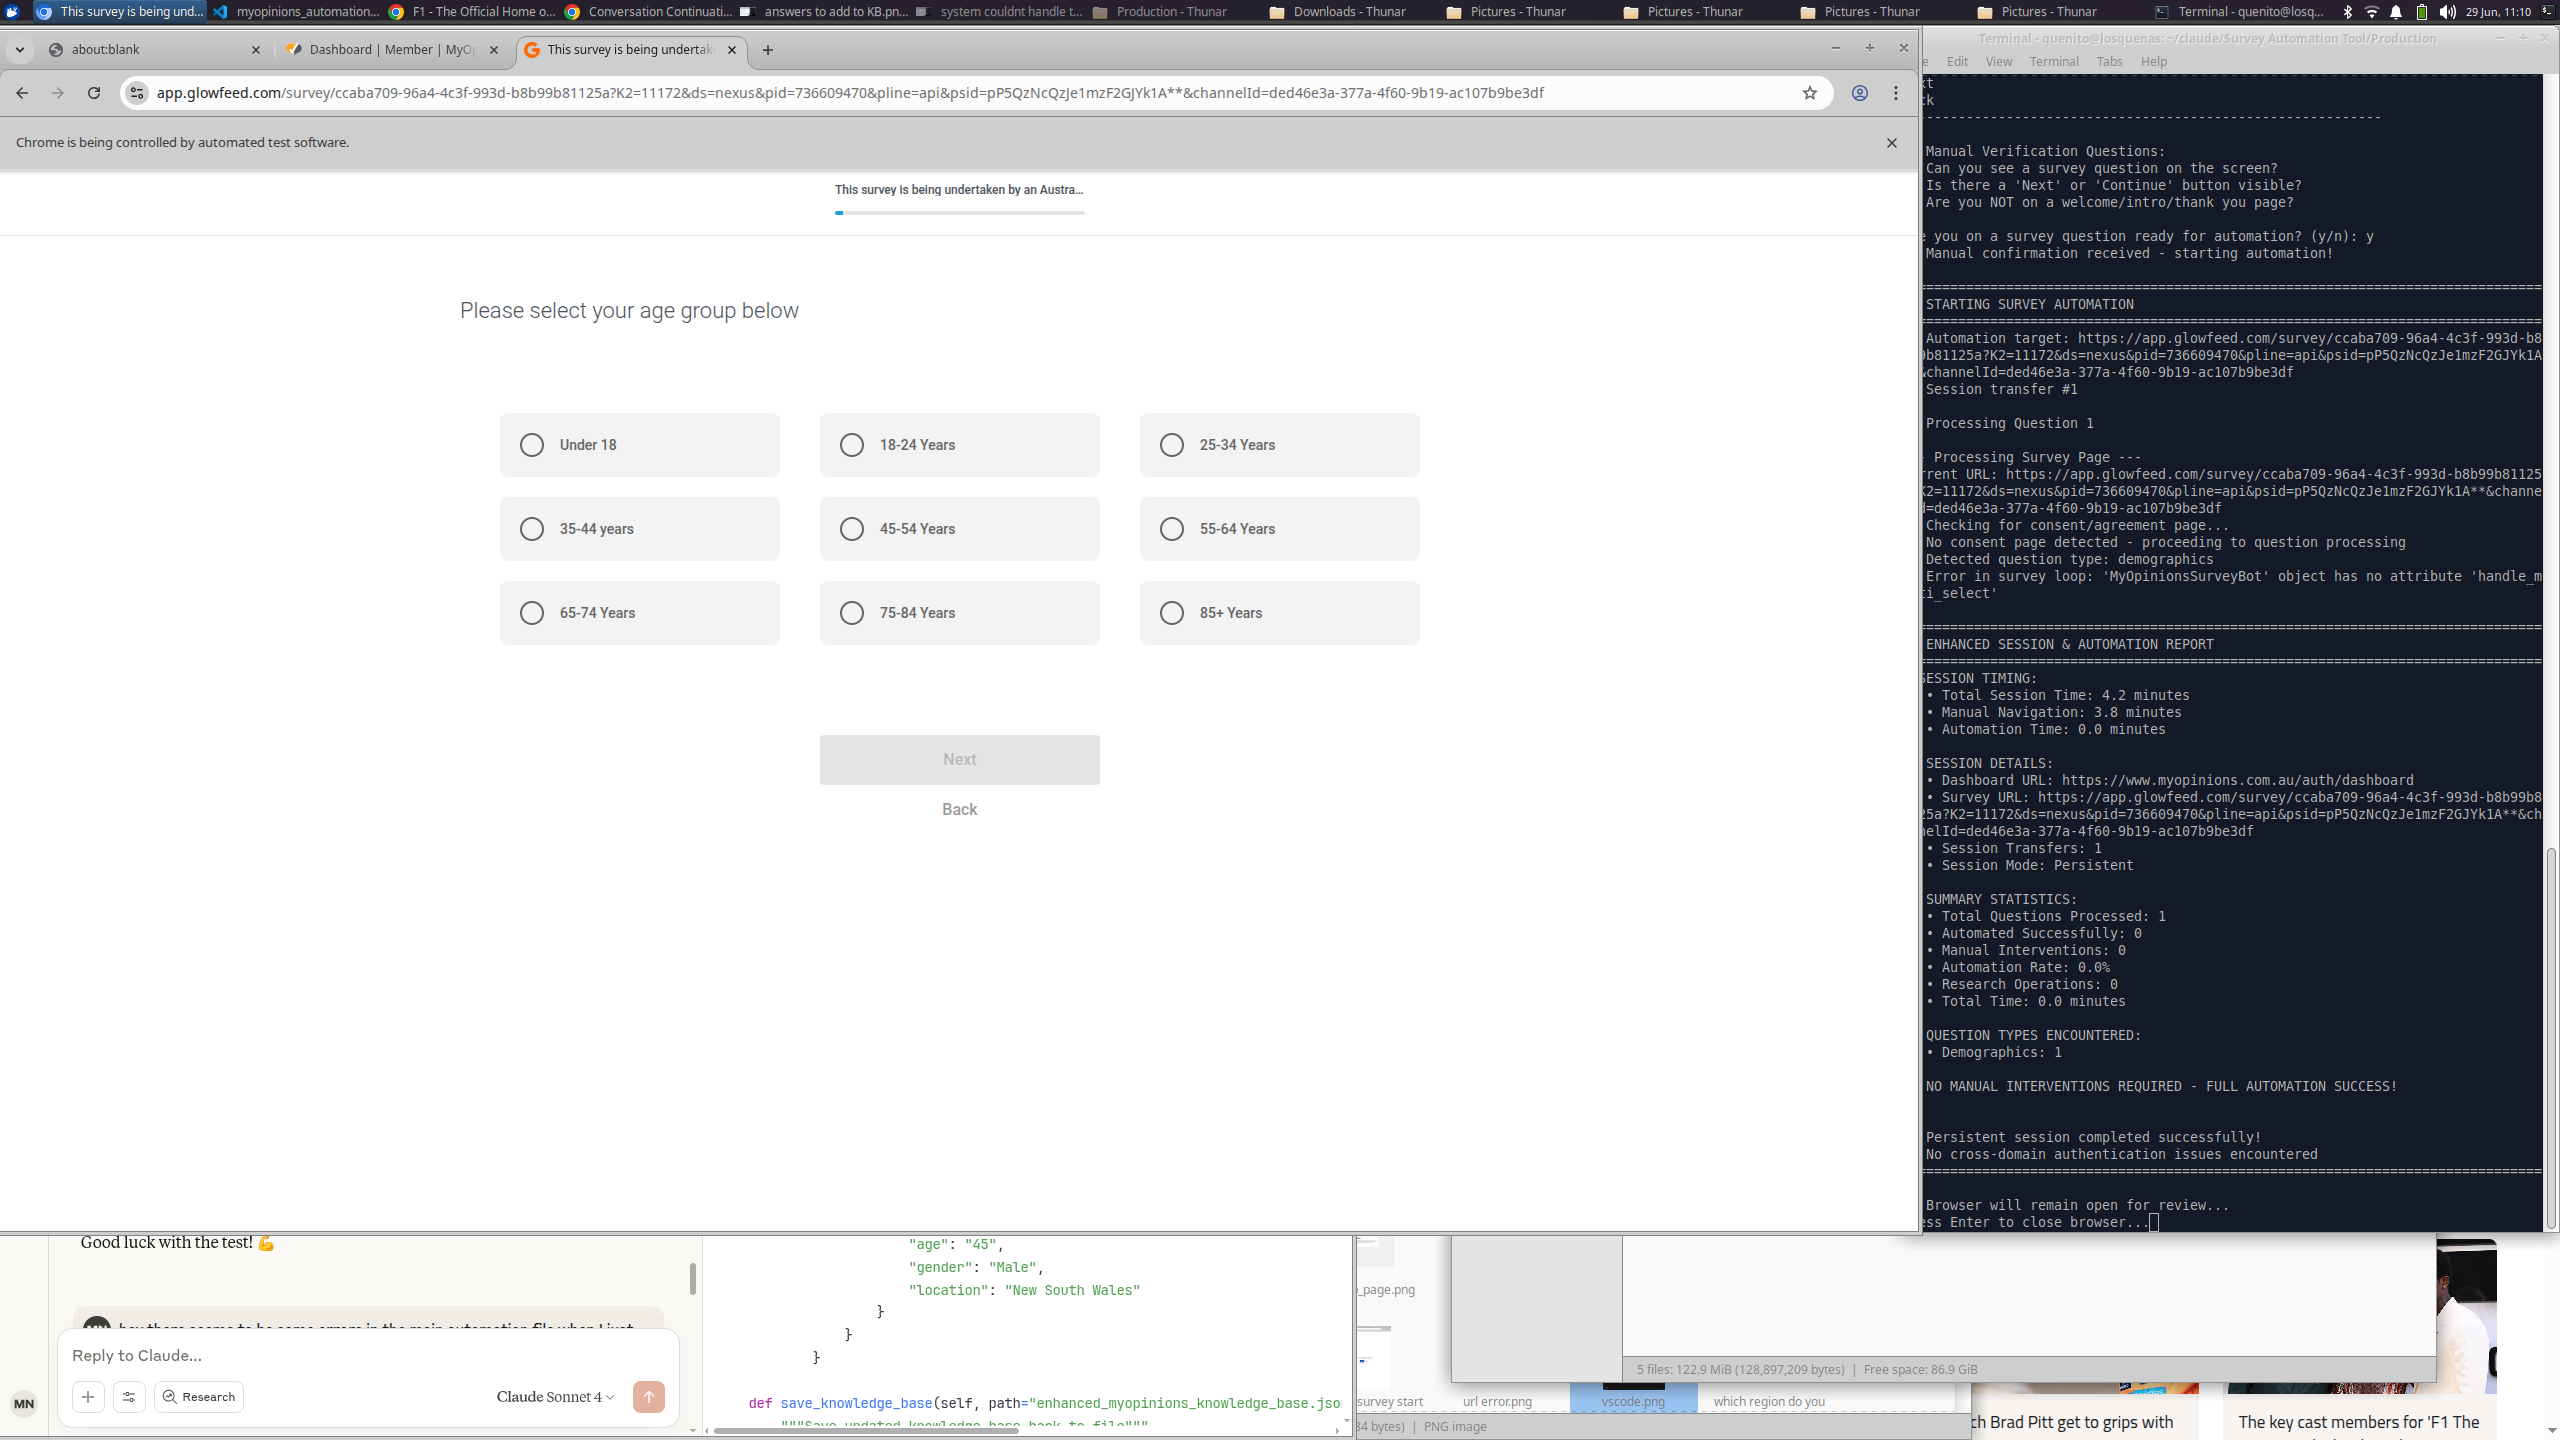 This survey is being und...
myopinions_automation...
F1 - The Official Home o...
Conversation Continuati...
answers to add to KB.pn...
system couldnt handle t...
Production - Thunar
Downloads - Thunar
Pictures - Thunar
Pictures - Thunar
Pictures - Thunar
Pictures - Thunar
Terminal - quenito@losq...
29 Jun, 11:10
about:blank
Dashboard | Member | MyOp
This survey is being undertak
app.glowfeed.com/survey/ccaba709-96a4-4c3f-993d-b8b99b81125a?K2=11172&ds=nexus&pid=736609470&pline=api&psid=pP5QzNcQzJe1mzF2GJYk1A**&channelId=ded46e3a-377a-4f60-9b19-ac107b9be3df
Chrome is being controlled by automated test software.
This survey is being undertaken by an Austra...
Please select your age group below
Under 18
18-24 Years
25-34 Years
35-44 years
45-54 Years
55-64 Years
65-74 Years
75-84 Years
85+ Years
Next
Back
Terminal - quenito@losquenas: ~/claude/Survey Automation Tool/Production
e Edit View Terminal Tabs Help
xt
ck
---------------------------------------------------------
Manual Verification Questions:
Can you see a survey question on the screen?
Is there a 'Next' or 'Continue' button visible?
Are you NOT on a welcome/intro/thank you page?
e you on a survey question ready for automation? (y/n): y
Manual confirmation received - starting automation!
==============================================================================
STARTING SURVEY AUTOMATION
==============================================================================
Automation target: https://app.glowfeed.com/survey/ccaba709-96a4-4c3f-993d-b8
9b81125a?K2=11172&ds=nexus&pid=736609470&pline=api&psid=pP5QzNcQzJe1mzF2GJYk1A
&channelId=ded46e3a-377a-4f60-9b19-ac107b9be3df
Session transfer #1
Processing Question 1
- Processing Survey Page ---
rrent URL: https://app.glowfeed.com/survey/ccaba709-96a4-4c3f-993d-b8b99b81125
K2=11172&ds=nexus&pid=736609470&pline=api&psid=pP5QzNcQzJe1mzF2GJYk1A**&channe
d=ded46e3a-377a-4f60-9b19-ac107b9be3df
Checking for consent/agreement page...
No consent page detected - proceeding to question processing
Detected question type: demographics
Error in survey loop: 'MyOpinionsSurveyBot' object has no attribute 'handle_m
ti_select'
==============================================================================
ENHANCED SESSION & AUTOMATION REPORT
==============================================================================
SESSION TIMING:
• Total Session Time: 4.2 minutes
• Manual Navigation: 3.8 minutes
• Automation Time: 0.0 minutes
SESSION DETAILS:
• Dashboard URL: https://www.myopinions.com.au/auth/dashboard
• Survey URL: https://app.glowfeed.com/survey/ccaba709-96a4-4c3f-993d-b8b99b8
25a?K2=11172&ds=nexus&pid=736609470&pline=api&psid=pP5QzNcQzJe1mzF2GJYk1A**&ch
nelId=ded46e3a-377a-4f60-9b19-ac107b9be3df
• Session Transfers: 1
• Session Mode: Persistent
SUMMARY STATISTICS:
• Total Questions Processed: 1
• Automated Successfully: 0
• Manual Interventions: 0
• Automation Rate: 0.0%
• Research Operations: 0
• Total Time: 0.0 minutes
QUESTION TYPES ENCOUNTERED:
• Demographics: 1
NO MANUAL INTERVENTIONS REQUIRED - FULL AUTOMATION SUCCESS!
Persistent session completed successfully!
No cross-domain authentication issues encountered
==============================================================================
Browser will remain open for review...
ess Enter to close browser...
Good luck with the test! 💪
Reply to Claude...
Research
Claude Sonnet 4
MN
"age": "45",
"gender": "Male",
"location": "New South Wales"
}
}
}
def save_knowledge_base(self, path="enhanced_myopinions_knowledge_base.jso
_page.png
5 files: 122.9 MiB (128,897,209 bytes) | Free space: 86.9 GiB
survey start
url error.png
vscode.png
which region do you
34 bytes) | PNG image
ch Brad Pitt get to grips with
The key cast members for 'F1 The